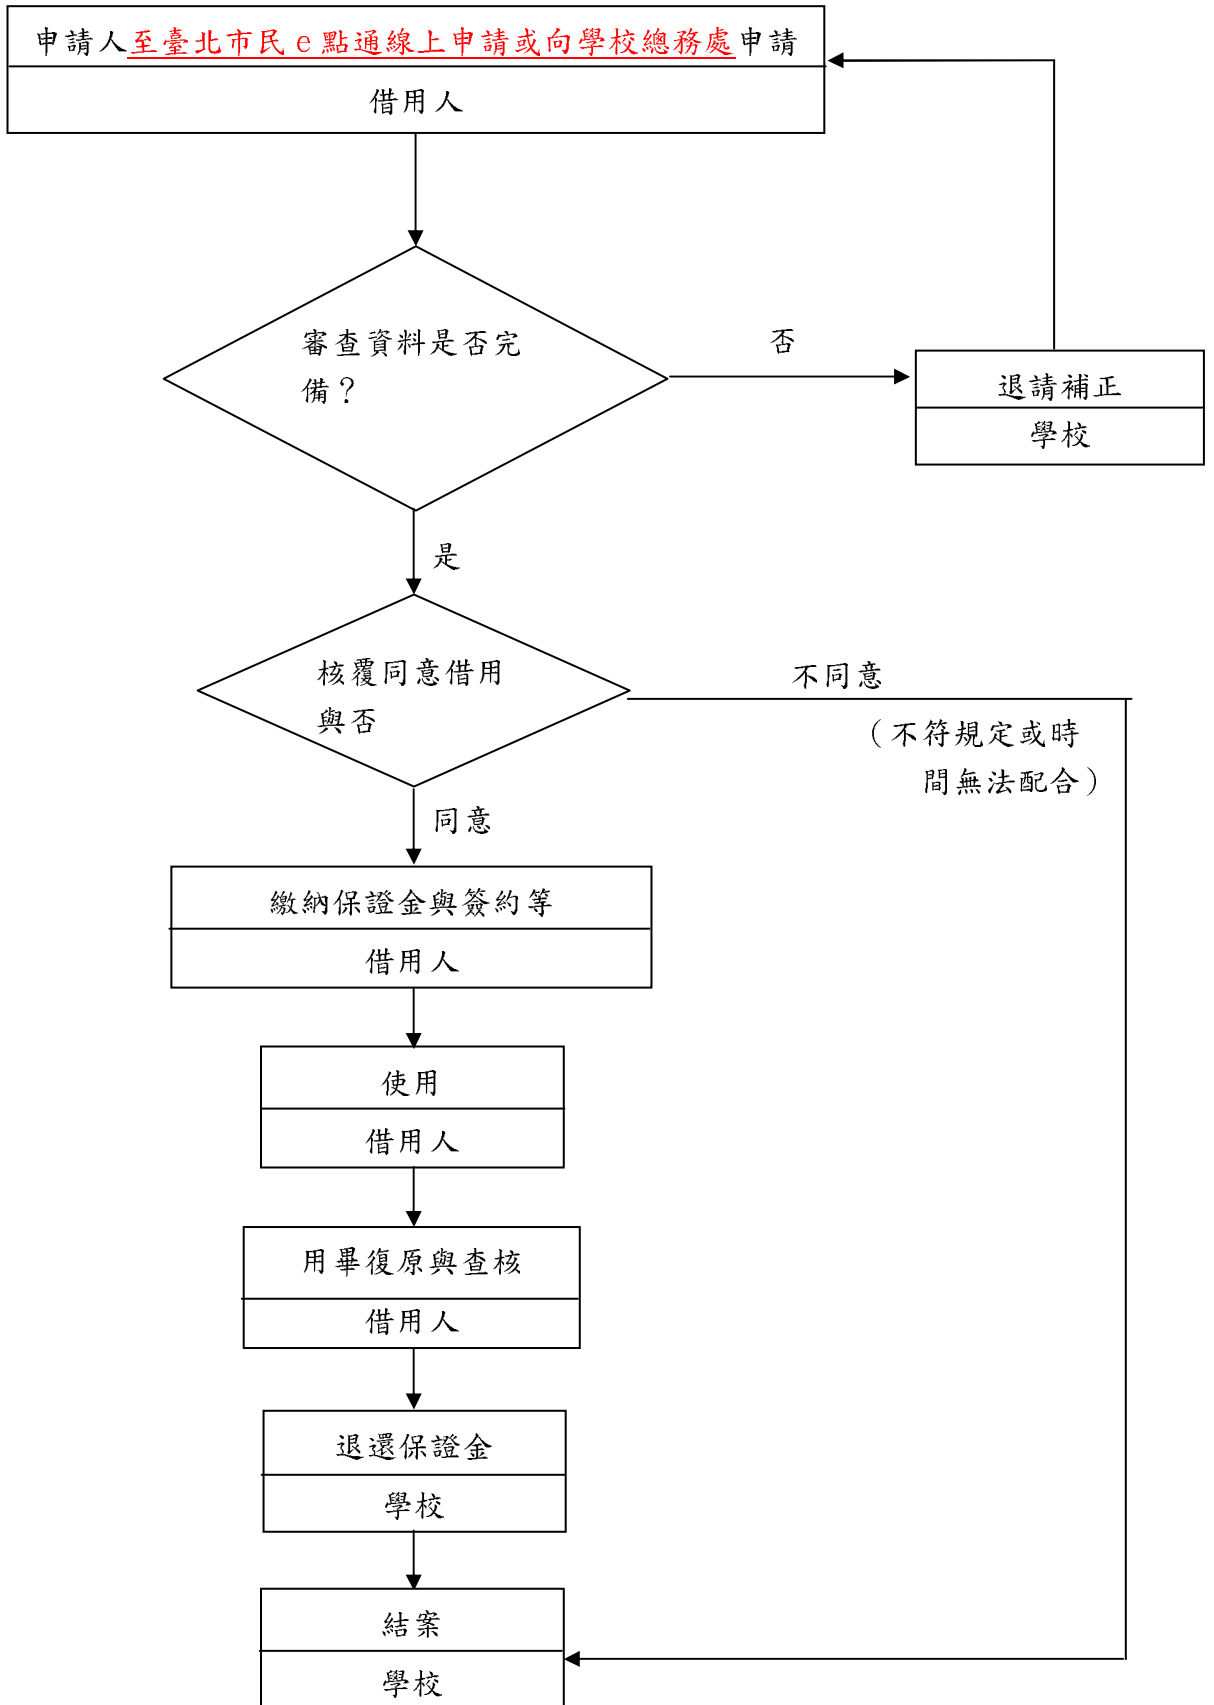 申請人至臺北市民e點通線上申請或向學校總務處申請
借用人
審查資料是否完
備？
否
退請補正
學校
是
核覆同意借用
與否
不同意
（不符規定或時
間無法配合）
同意
繳納保證金與簽約等
借用人
使用
借用人
用畢復原與查核
借用人
退還保證金
學校
結案
學校